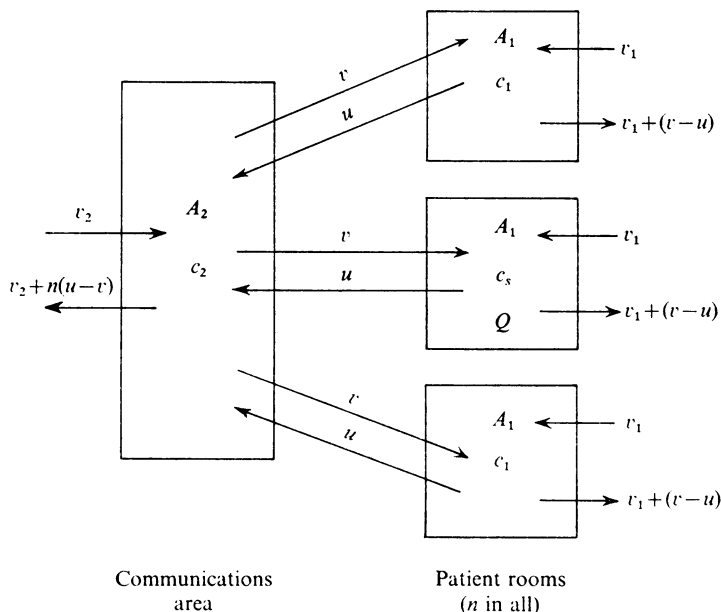 A₁
v₁
c₁
v₁ + (v − u)
v
u
A₂
c₂
v₂
v₂ + n(u − v)
v
u
A₁
v₁
cₛ
Q
v₁ + (v − u)
v
u
A₁
v₁
c₁
v₁ + (v − u)
Communications
area
Patient rooms
(n in all)